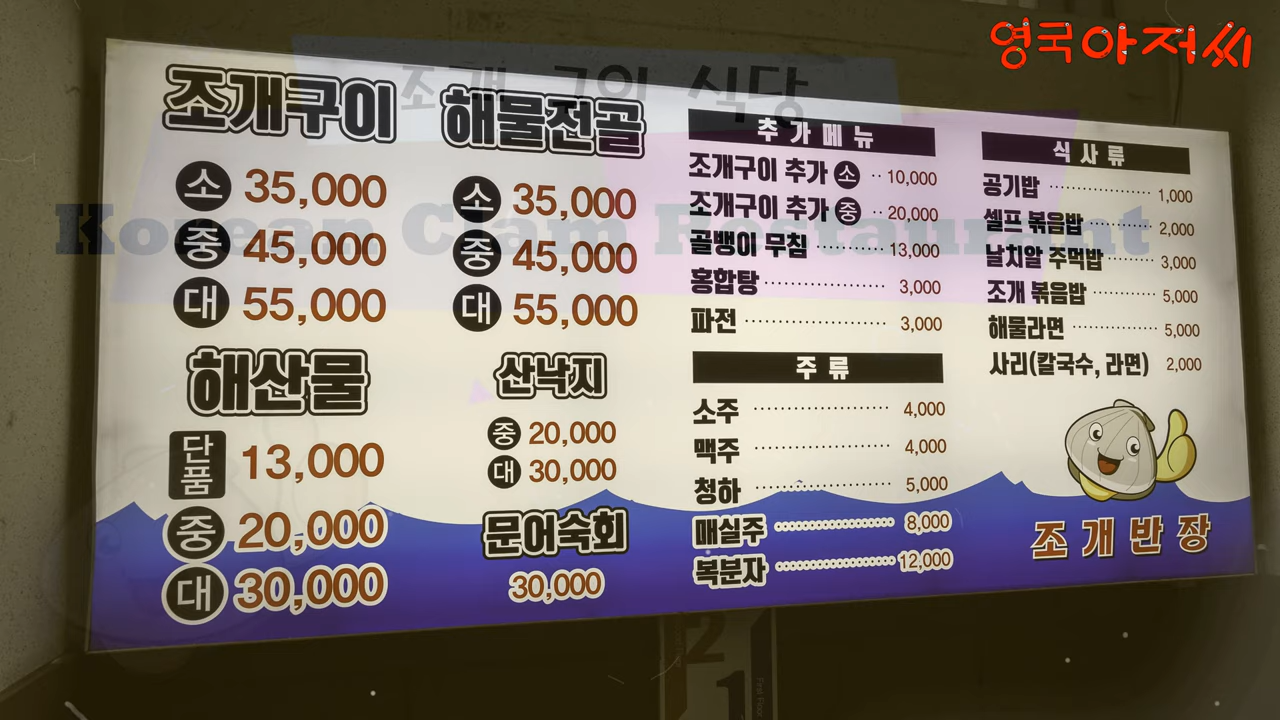 영국아저씨
조개 구이 식당
Korean Clam Restaurant
조개구이
소 35,000
중 45,000
대 55,000
해물전골
소 35,000
중 45,000
대 55,000
해산물
단품 13,000
중 20,000
대 30,000
산낙지
중 20,000
대 30,000
문어숙회
30,000
추가메뉴
조개구이 추가 소 ·· 10,000
조개구이 추가 중 ·· 20,000
골뱅이 무침 ············ 13,000
홍합탕 ······················ 3,000
파전 ························· 3,000
주류
소주 ······················· 4,000
맥주 ······················· 4,000
청하 ······················· 5,000
매실주 ··················· 8,000
복분자 ··················· 12,000
식사류
공기밥 ················ 1,000
셀프 볶음밥 ··········· 2,000
날치알 주먹밥 ········ 3,000
조개 볶음밥 ··········· 5,000
해물라면 ·············· 5,000
사리(칼국수, 라면) 2,000
조개반장
2
1
First Floor